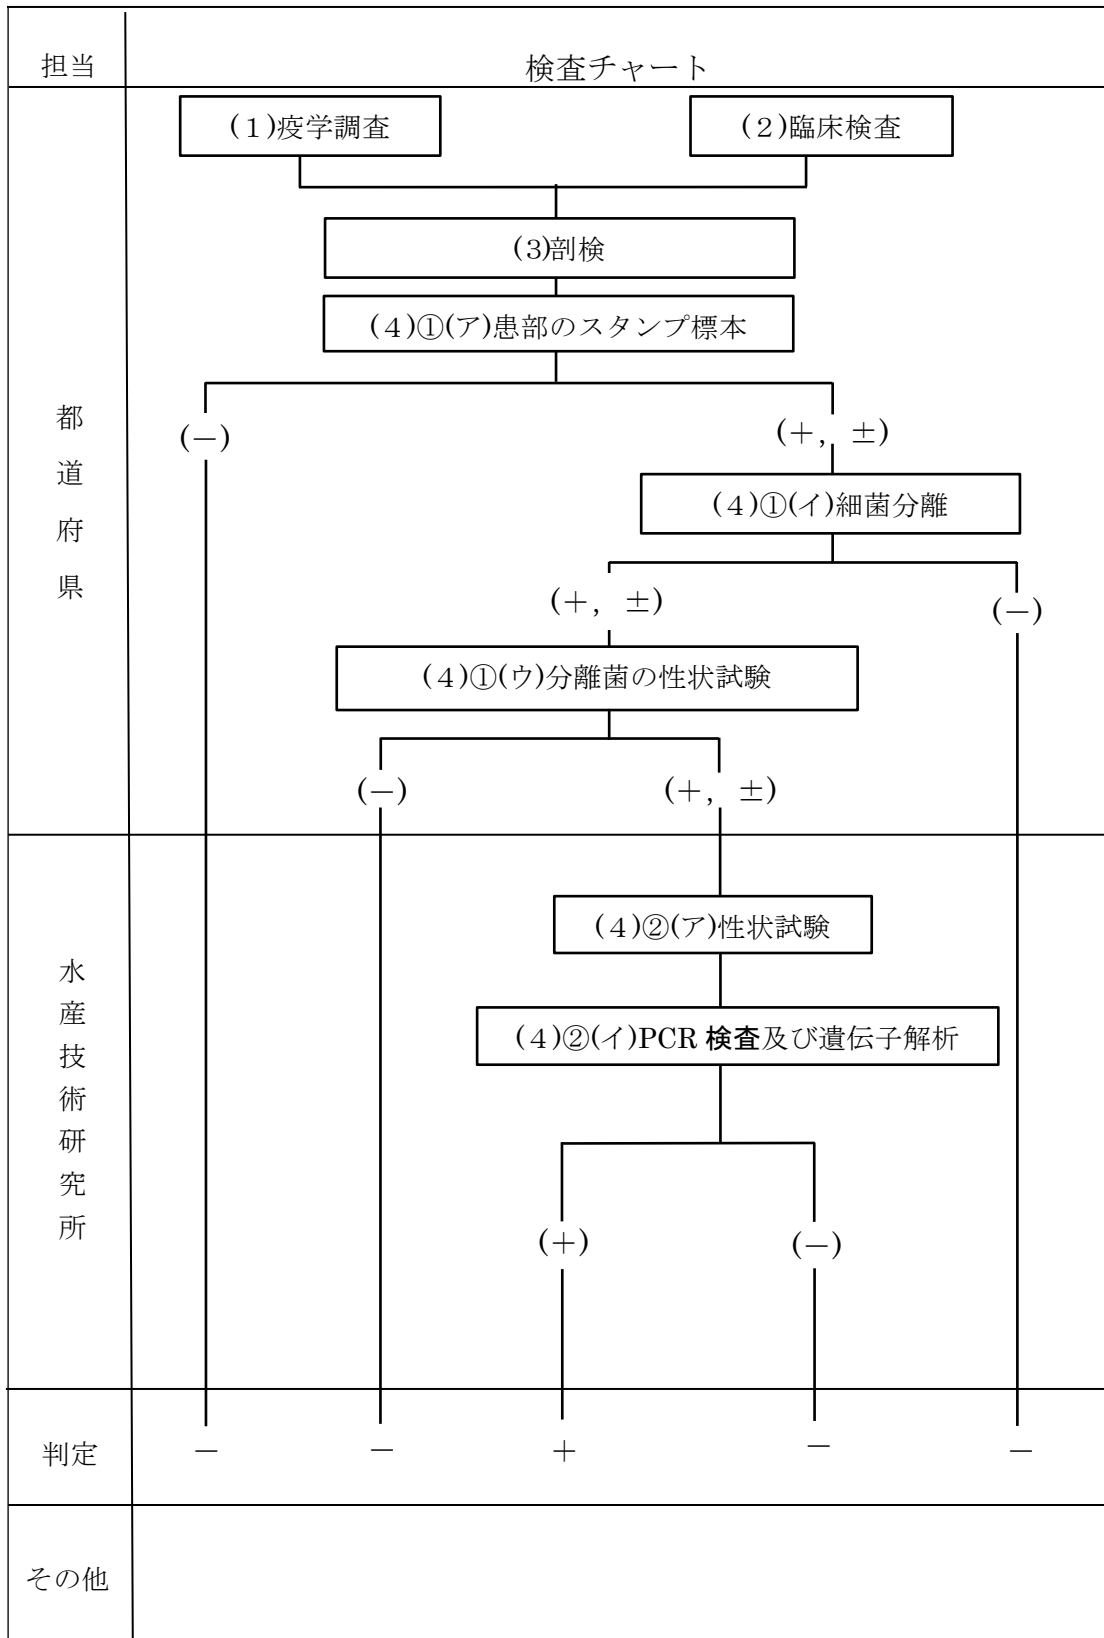 担当
検査チャート
(1)疫学調査
(2)臨床検査
(3)剖検
(4)①(ア)患部のスタンプ標本
(－)
(＋, ±)
(4)①(イ)細菌分離
(＋, ±)
(－)
(4)①(ウ)分離菌の性状試験
(－)
(＋, ±)
都道府県
(4)②(ア)性状試験
(4)②(イ)PCR 検査及び遺伝子解析
(＋)
(－)
水産技術研究所
判定
－
－
＋
－
－
その他